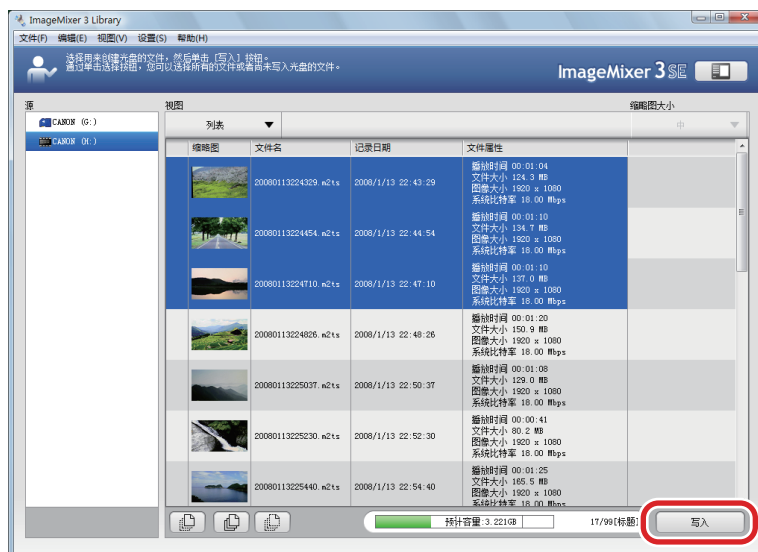 ImageMixer 3 Library
文件(F) 编辑(E) 视图(V) 设置(S) 帮助(H)
选择用来创建光盘的文件，然后单击 [写入] 按钮。
通过单击选择按钮，您可以选择所有的文件或者尚未写入光盘的文件。
ImageMixer 3 SE
源
视图
缩略图大小
CANON (G:)
列表
中
CANON (H:)
缩略图 文件名 记录日期 文件属性
播放时间 00:01:04
20080113224329.m2ts 2008/1/13 22:43:29
文件大小 124.3 MB
图像大小 1920 x 1080
系统比特率 18.00 Mbps
播放时间 00:01:10
20080113224454.m2ts 2008/1/13 22:44:54
文件大小 134.7 MB
图像大小 1920 x 1080
系统比特率 18.00 Mbps
播放时间 00:01:10
20080113224710.m2ts 2008/1/13 22:47:10
文件大小 137.0 MB
图像大小 1920 x 1080
系统比特率 18.00 Mbps
播放时间 00:01:20
20080113224826.m2ts 2008/1/13 22:48:26
文件大小 150.9 MB
图像大小 1920 x 1080
系统比特率 18.00 Mbps
播放时间 00:01:08
20080113225037.m2ts 2008/1/13 22:50:37
文件大小 129.0 MB
图像大小 1920 x 1080
系统比特率 18.00 Mbps
播放时间 00:00:41
20080113225230.m2ts 2008/1/13 22:52:30
文件大小 80.2 MB
图像大小 1920 x 1080
系统比特率 18.00 Mbps
播放时间 00:01:25
20080113225440.m2ts 2008/1/13 22:54:40
文件大小 165.5 MB
图像大小 1920 x 1080
系统比特率 18.00 Mbps
预计容量:3.221GB
17/99[标题]
写入